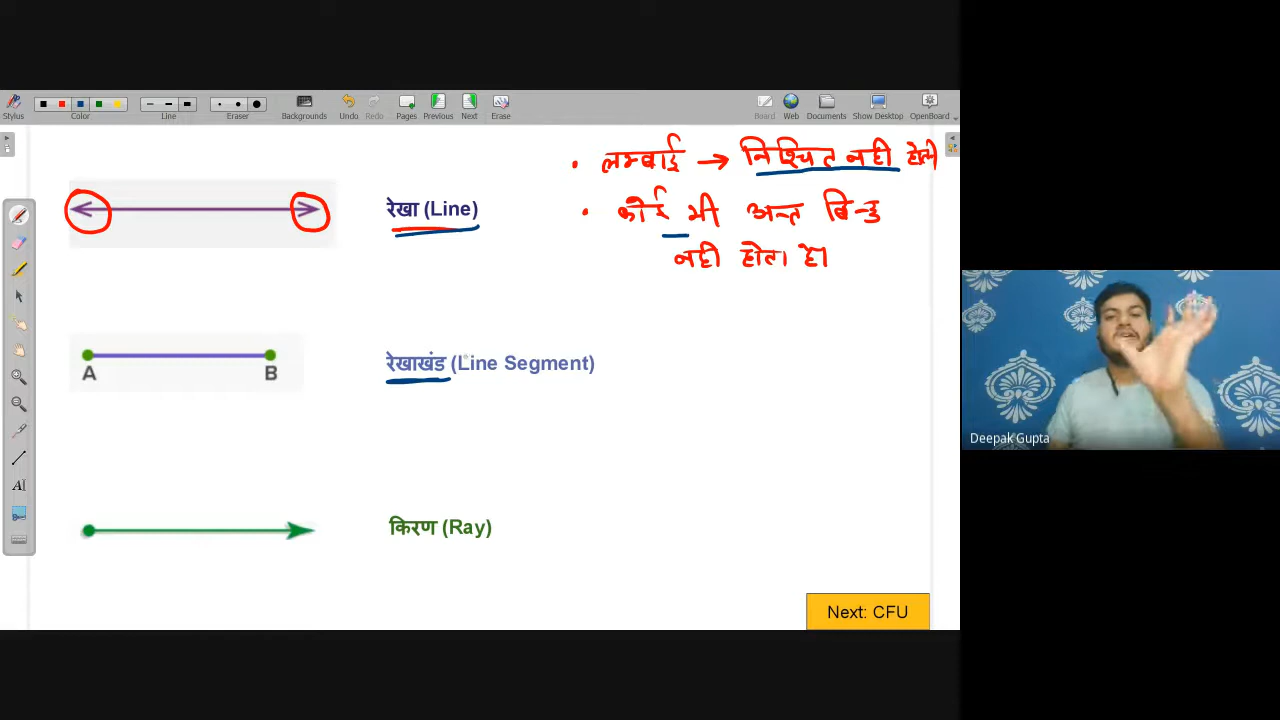 Stylus
Color
Line
Eraser
Backgrounds
Undo
Redo
Pages
Previous
Next
Erase
Board
Web
Documents
Show Desktop
OpenBoard
• लम्बाई → निश्चित नही होती
रेखा (Line)
• कोई भी अन्त बिन्दु
नही होता है।
A B
रेखाखंड (Line Segment)
Deepak Gupta
AI
किरण (Ray)
Next: CFU